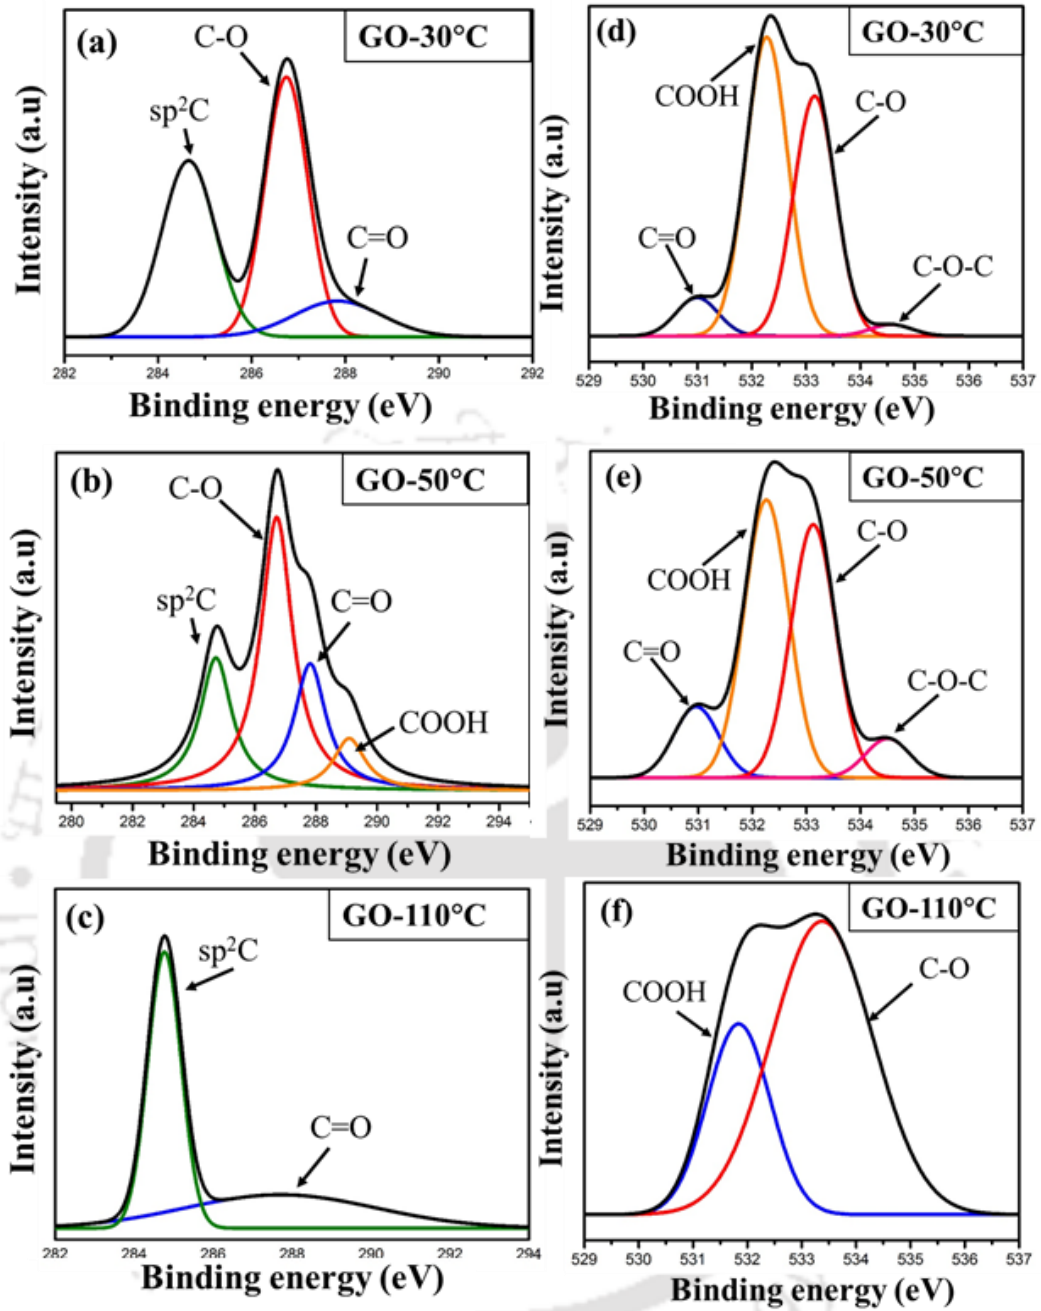 (a)
GO-30°C
C-O
sp²C
C=O
Intensity (a.u)
282 284 286 288 290 292
Binding energy (eV)
(d)
GO-30°C
COOH
C-O
C=O
C-O-C
Intensity (a.u)
529 530 531 532 533 534 535 536 537
Binding energy (eV)
(b)
GO-50°C
C-O
sp²C
C=O
COOH
Intensity (a.u)
280 282 284 286 288 290 292 294
Binding energy (eV)
(e)
GO-50°C
C-O
COOH
C=O
C-O-C
Intensity (a.u)
529 530 531 532 533 534 535 536 537
Binding energy (eV)
(c)
GO-110°C
sp²C
C=O
Intensity (a.u)
282 284 286 288 290 292 294
Binding energy (eV)
(f)
GO-110°C
C-O
COOH
Intensity (a.u)
529 530 531 532 533 534 535 536 537
Binding energy (eV)